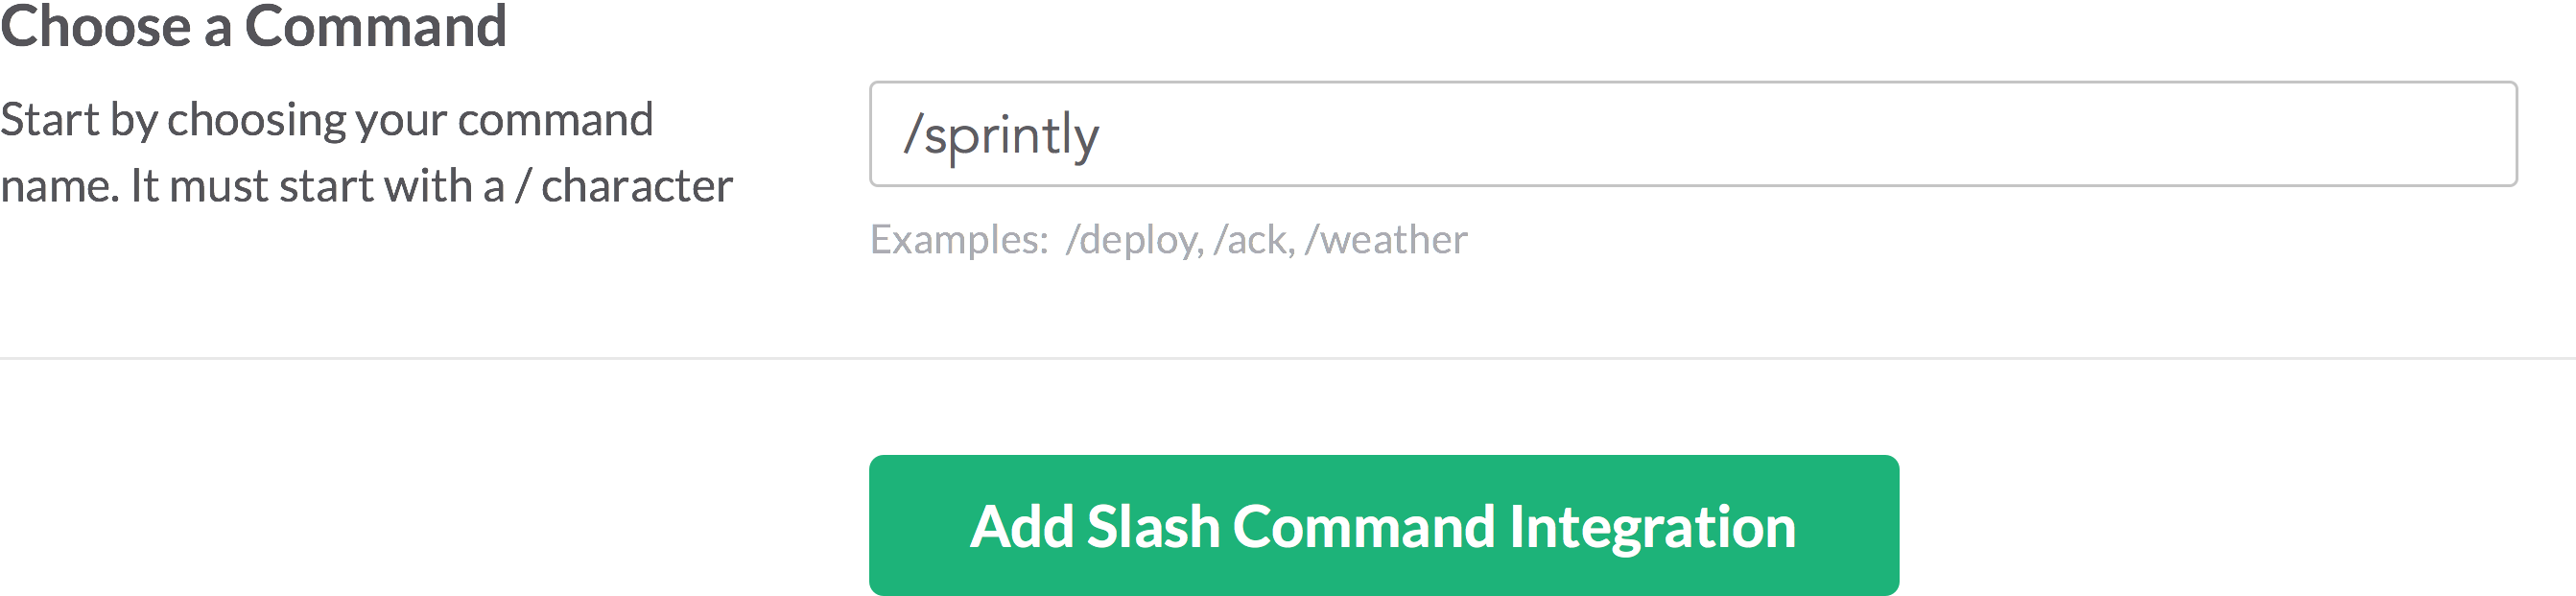 Choose a Command
Start by choosing your command
name. It must start with a / character
/sprintly
Examples: /deploy, /ack, /weather
Add Slash Command Integration